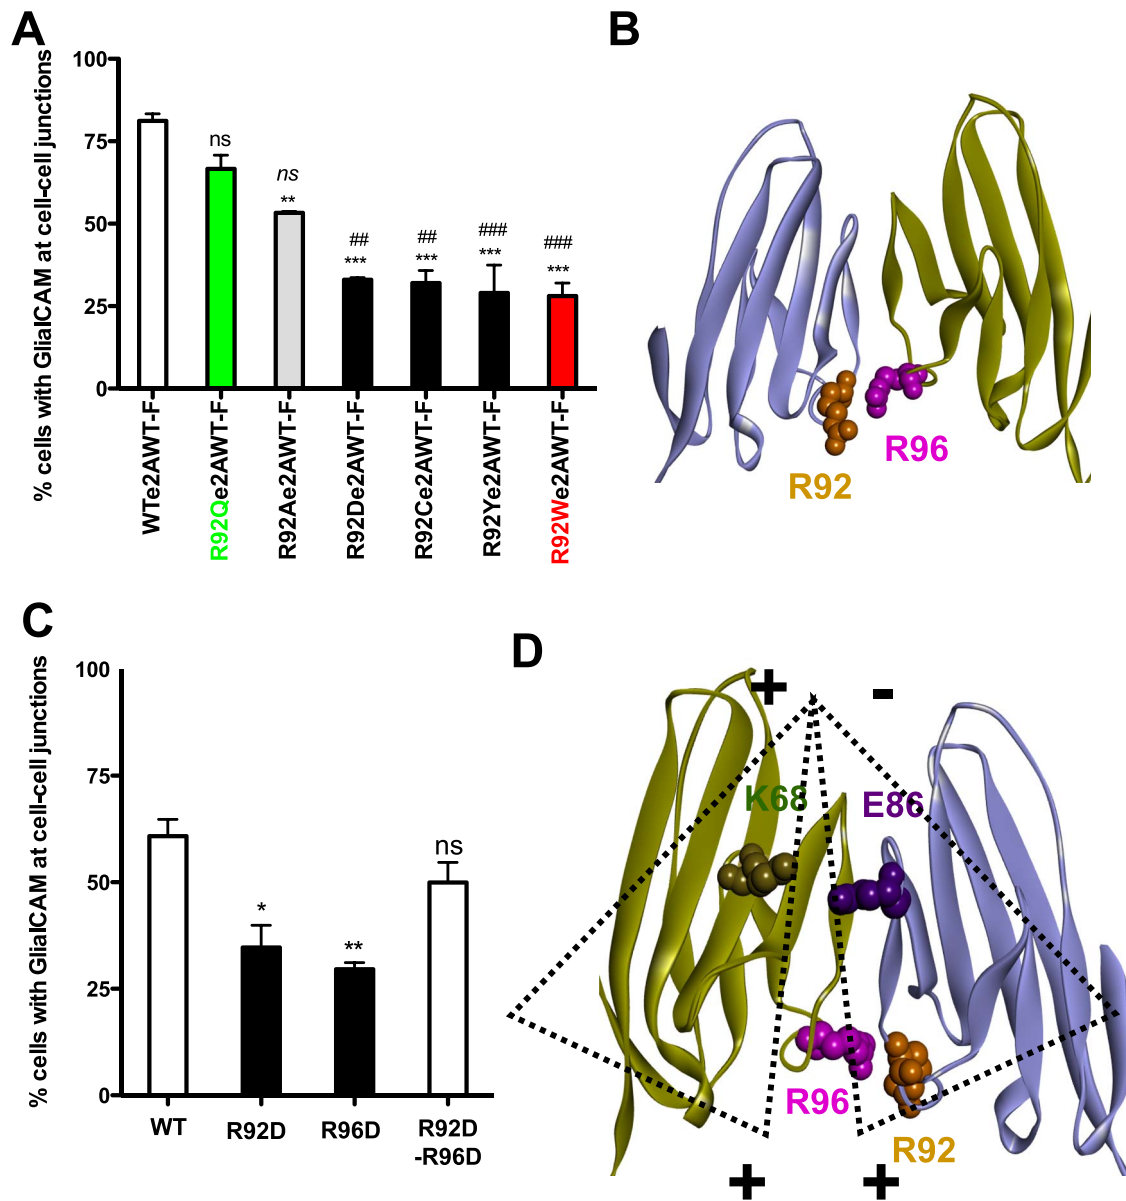 A
% cells with GlialCAM at cell-cell junctions
100
75
50
25
0
ns
ns
**
##
***
##
***
###
***
###
***
WTe2AWT-F
R92Qe2AWT-F
R92Ae2AWT-F
R92De2AWT-F
R92Ce2AWT-F
R92Ye2AWT-F
R92We2AWT-F
B
R96
R92
C
% cells with GlialCAM at cell-cell junctions
100
75
50
25
0
*
**
ns
WT
R92D
R96D
R92D
-R96D
D
+
-
K68
E86
R96
R92
+
+